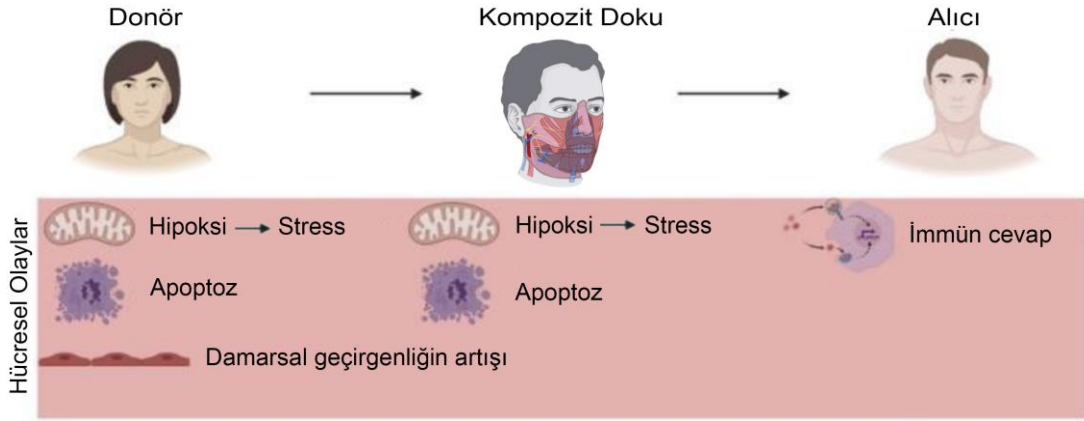 Donör
Kompozit Doku
Alıcı
Hücresel Olaylar
Hipoksi → Stress
Hipoksi → Stress
İmmün cevap
Apoptoz
Apoptoz
Damarsal geçirgenliğin artışı